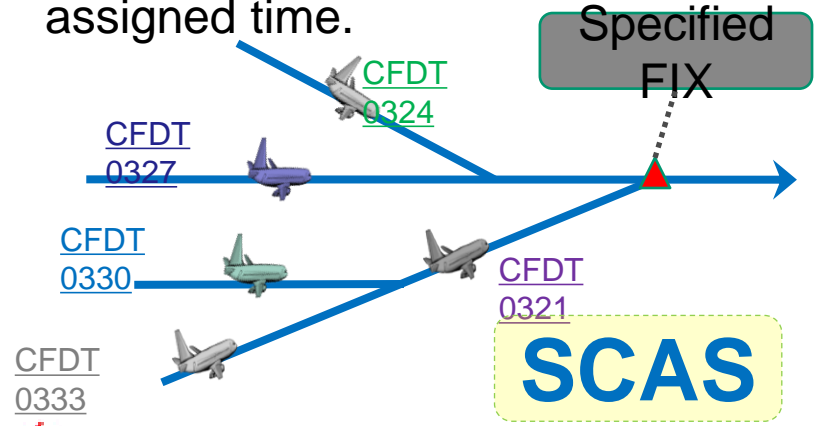 assigned time.
Specified
FIX
CFDT
0324
CFDT
0327
CFDT
0330
CFDT
0321
SCAS
CFDT
0333